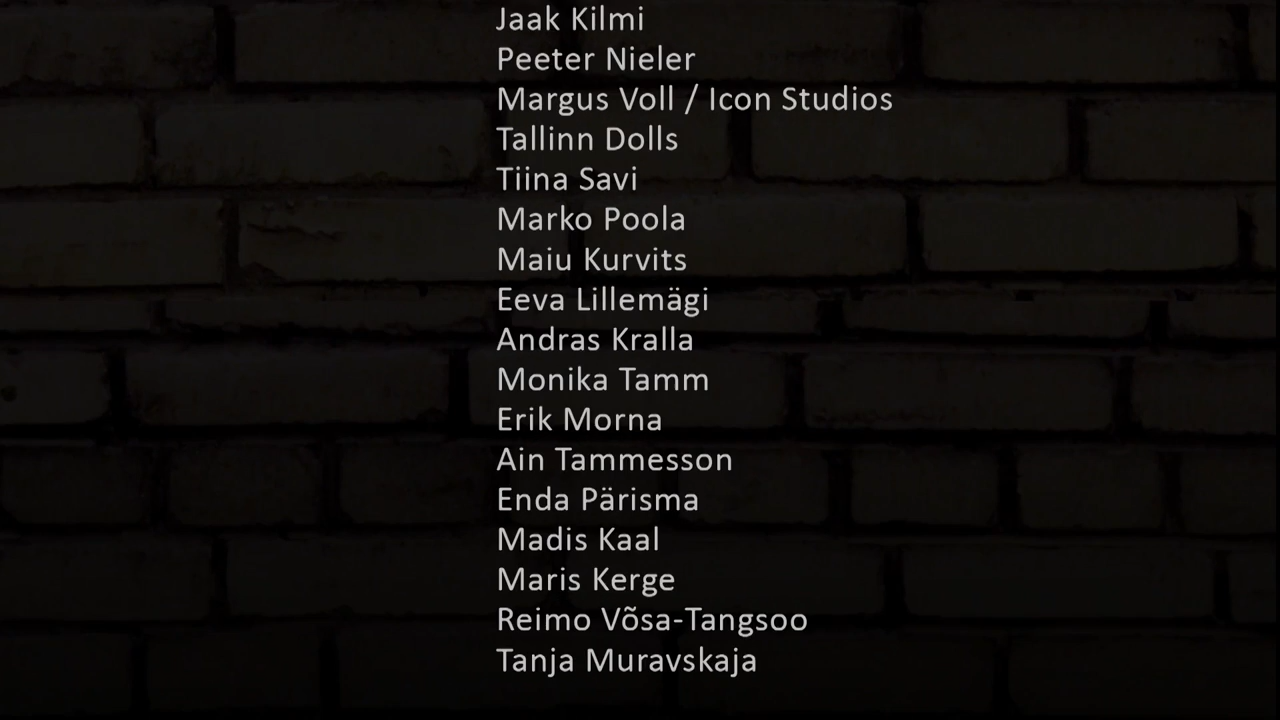 Jaak Kilmi
Peeter Nieler
Margus Voll / Icon Studios
Tallinn Dolls
Tiina Savi
Marko Poola
Maiu Kurvits
Eeva Lillemägi
Andras Kralla
Monika Tamm
Erik Morna
Ain Tammesson
Enda Pärisma
Madis Kaal
Maris Kerge
Reimo Võsa-Tangsoo
Tanja Muravskaja